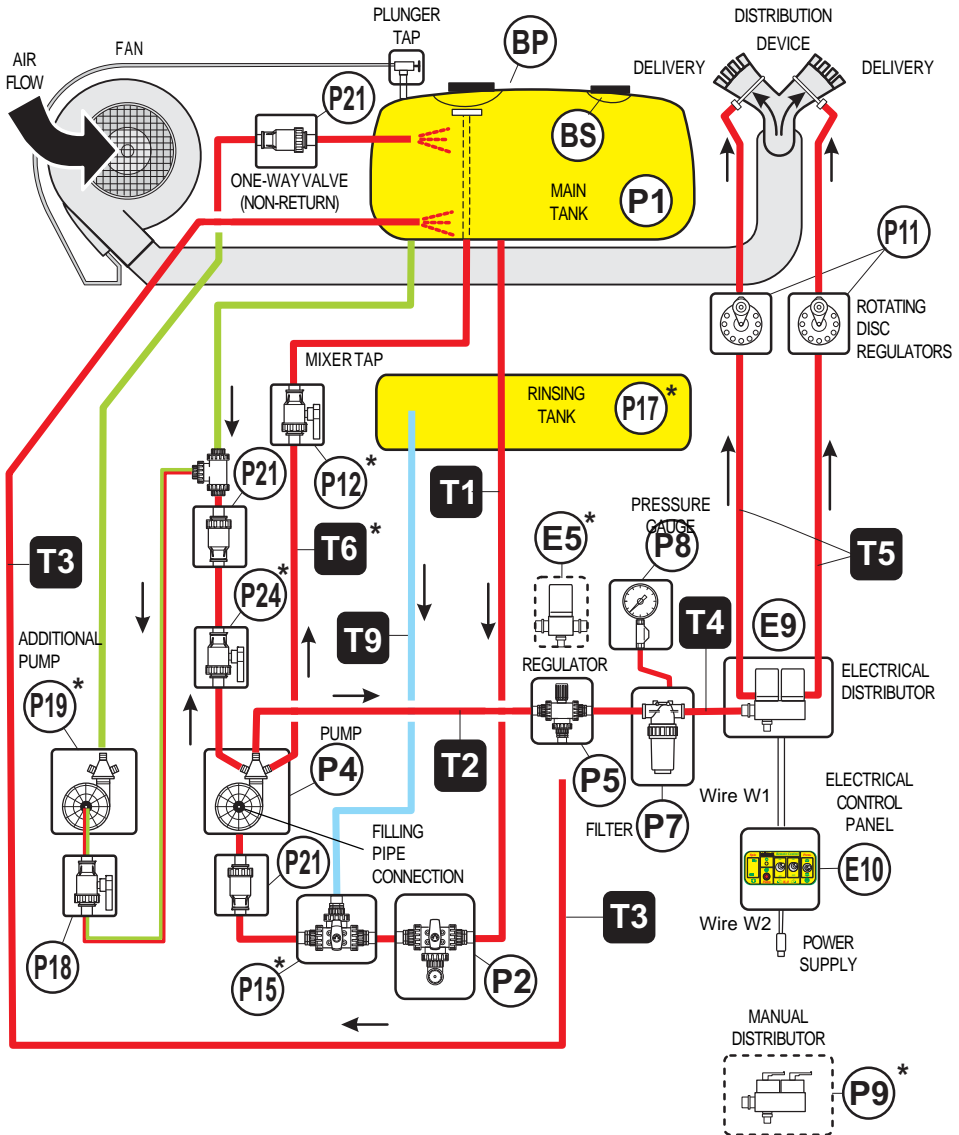 PLUNGER
TAP
DISTRIBUTION
DEVICE
FAN
BP
AIR
FLOW
DELIVERY
DELIVERY
P21
BS
ONE-WAY VALVE
(NON-RETURN)
MAIN
TANK
P1
P11
ROTATING
DISC
REGULATORS
MIXER TAP
RINSING
TANK
P17*
P12*
P21
T1
PRESSURE
GAUGE
P8
E5*
T6*
T5
T3
P24*
T9
T4
E9
ADDITIONAL
PUMP
REGULATOR
ELECTRICAL
DISTRIBUTOR
P19*
PUMP
P4
T2
P5
Wire W1
ELECTRICAL
CONTROL
PANEL
FILTER
P7
FILLING
PIPE
CONNECTION
P21
E10
T3
Wire W2
POWER
SUPPLY
P18
P15*
P2
MANUAL
DISTRIBUTOR
P9*